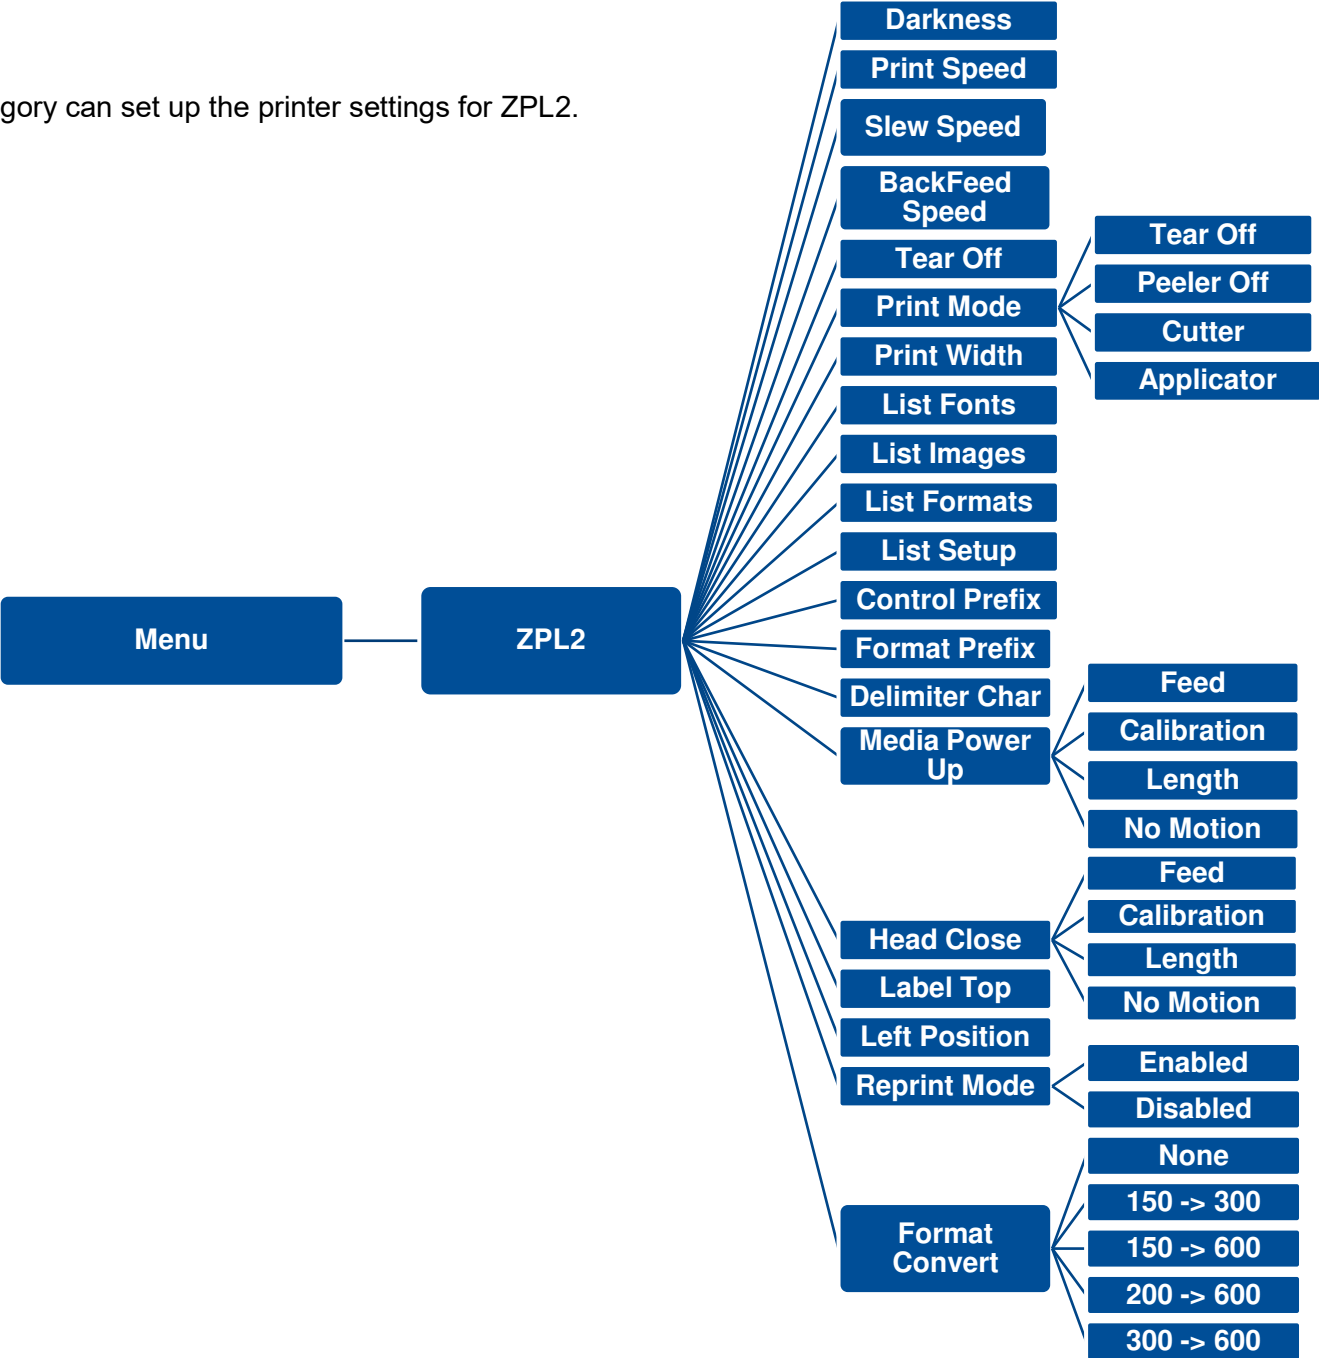 gory can set up the printer settings for ZPL2.
Menu
ZPL2
Darkness
Print Speed
Slew Speed
BackFeed
Speed
Tear Off
Print Mode
Tear Off
Peeler Off
Cutter
Applicator
Print Width
List Fonts
List Images
List Formats
List Setup
Control Prefix
Format Prefix
Delimiter Char
Media Power
Up
Feed
Calibration
Length
No Motion
Head Close
Feed
Calibration
Length
No Motion
Label Top
Left Position
Reprint Mode
Enabled
Disabled
Format
Convert
None
150 -> 300
150 -> 600
200 -> 600
300 -> 600